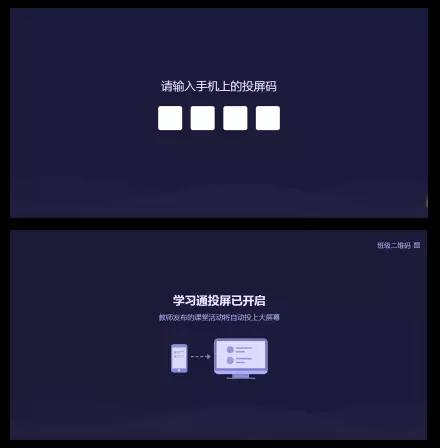 请输入手机上的投屏码
班级二维码
学习通投屏已开启
教师发布的课堂活动将自动投上大屏幕